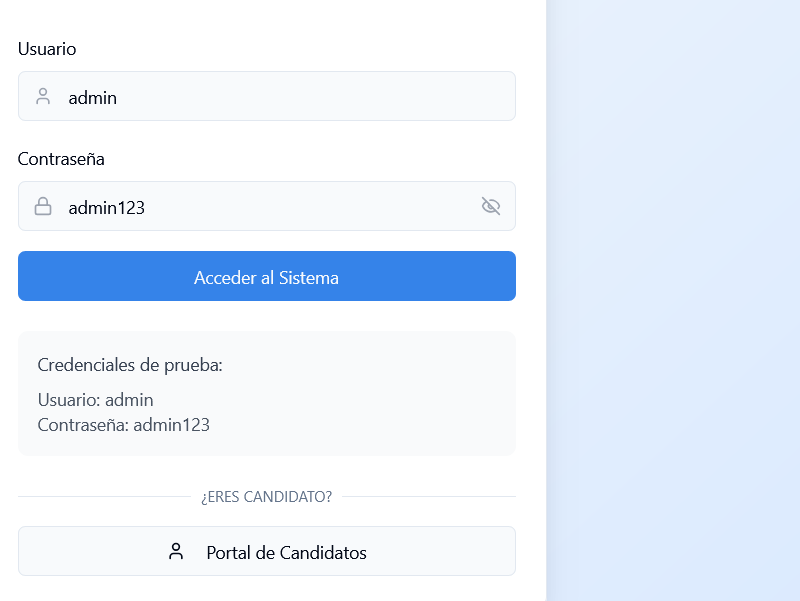 Usuario
admin
Contraseña
admin123
Acceder al Sistema
Credenciales de prueba:
Usuario: admin
Contraseña: admin123
¿ERES CANDIDATO?
Portal de Candidatos